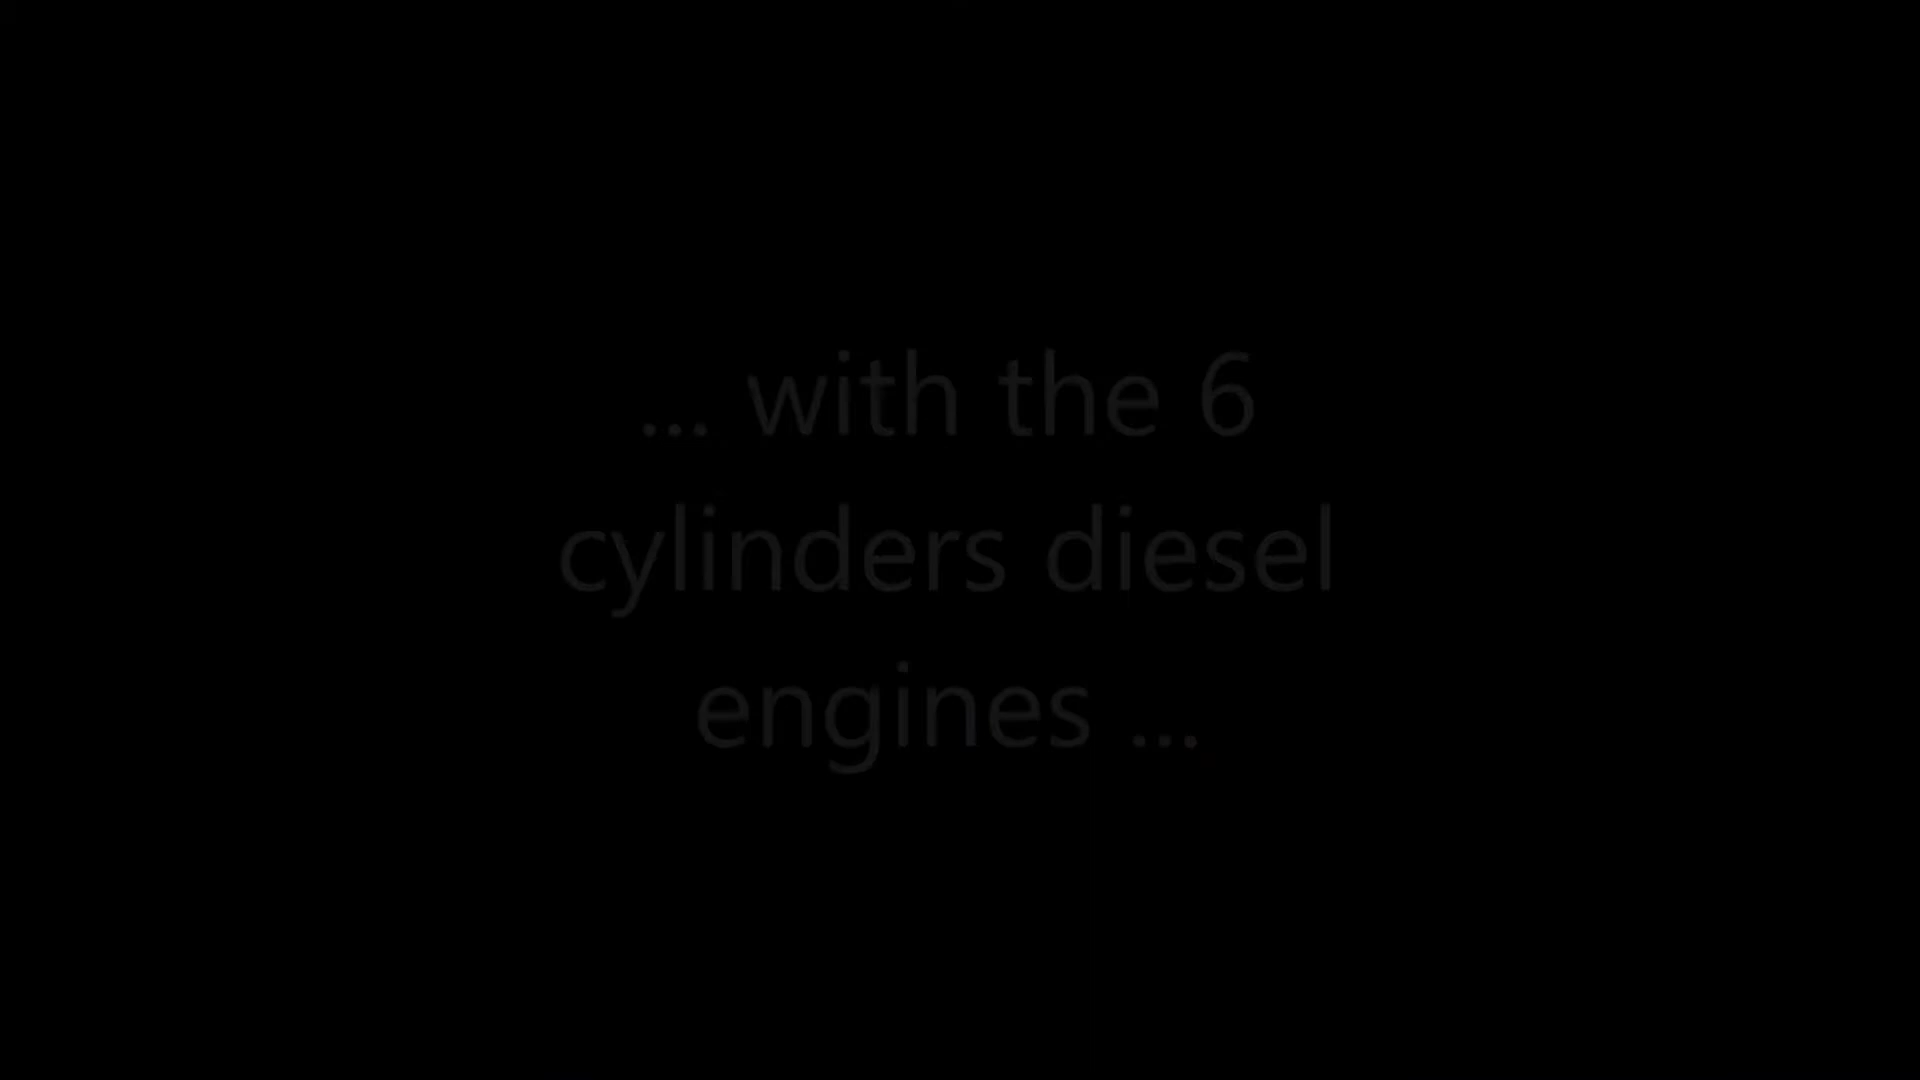 ... with the 6
cylinders diesel
engines ...